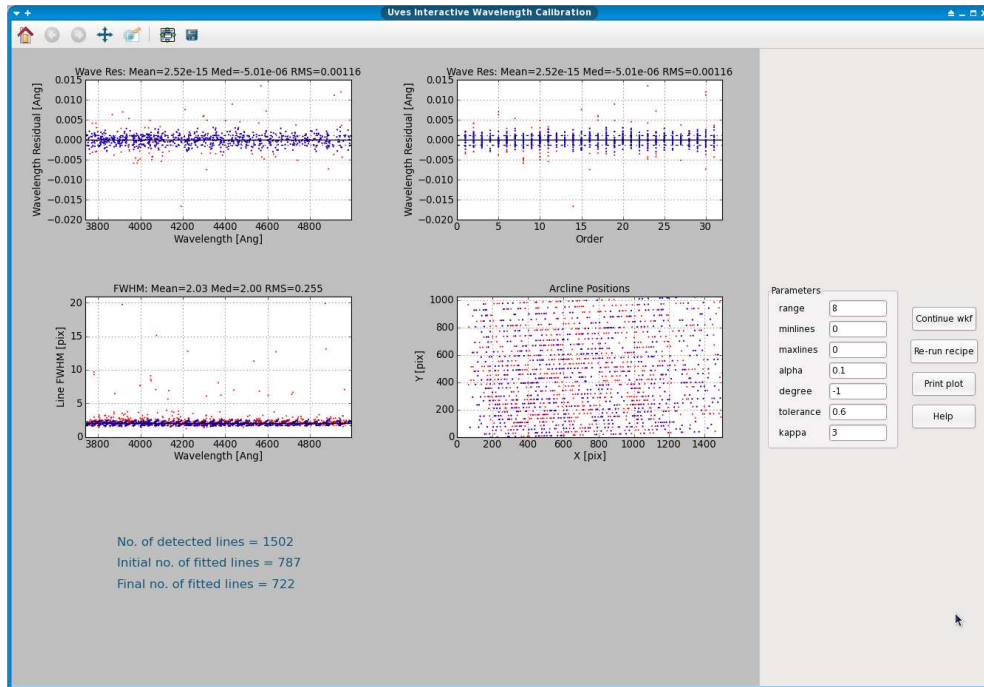 Uves Interactive Wavelength Calibration
Wave Res: Mean=2.52e-15 Med=-5.01e-06 RMS=0.00116
0.015
0.010
0.005
0.000
−0.005
−0.010
−0.015
−0.020
Wavelength Residual [Ang]
3800 4000 4200 4400 4600 4800
Wavelength [Ang]
Wave Res: Mean=2.52e-15 Med=-5.01e-06 RMS=0.00116
0.015
0.010
0.005
0.000
−0.005
−0.010
−0.015
−0.020
Wavelength Residual [Ang]
0 5 10 15 20 25 30
Order
FWHM: Mean=2.03 Med=2.00 RMS=0.255
20
15
10
5
0
Line FWHM [pix]
3800 4000 4200 4400 4600 4800
Wavelength [Ang]
Arcline Positions
1000
800
600
400
200
0
Y [pix]
0 200 400 600 800 1000 1200 1400
X [pix]
Parameters
range 8
minlines 0
maxlines 0
alpha 0.1
degree -1
tolerance 0.6
kappa 3
Continue wkf
Re-run recipe
Print plot
Help
No. of detected lines = 1502
Initial no. of fitted lines = 787
Final no. of fitted lines = 722